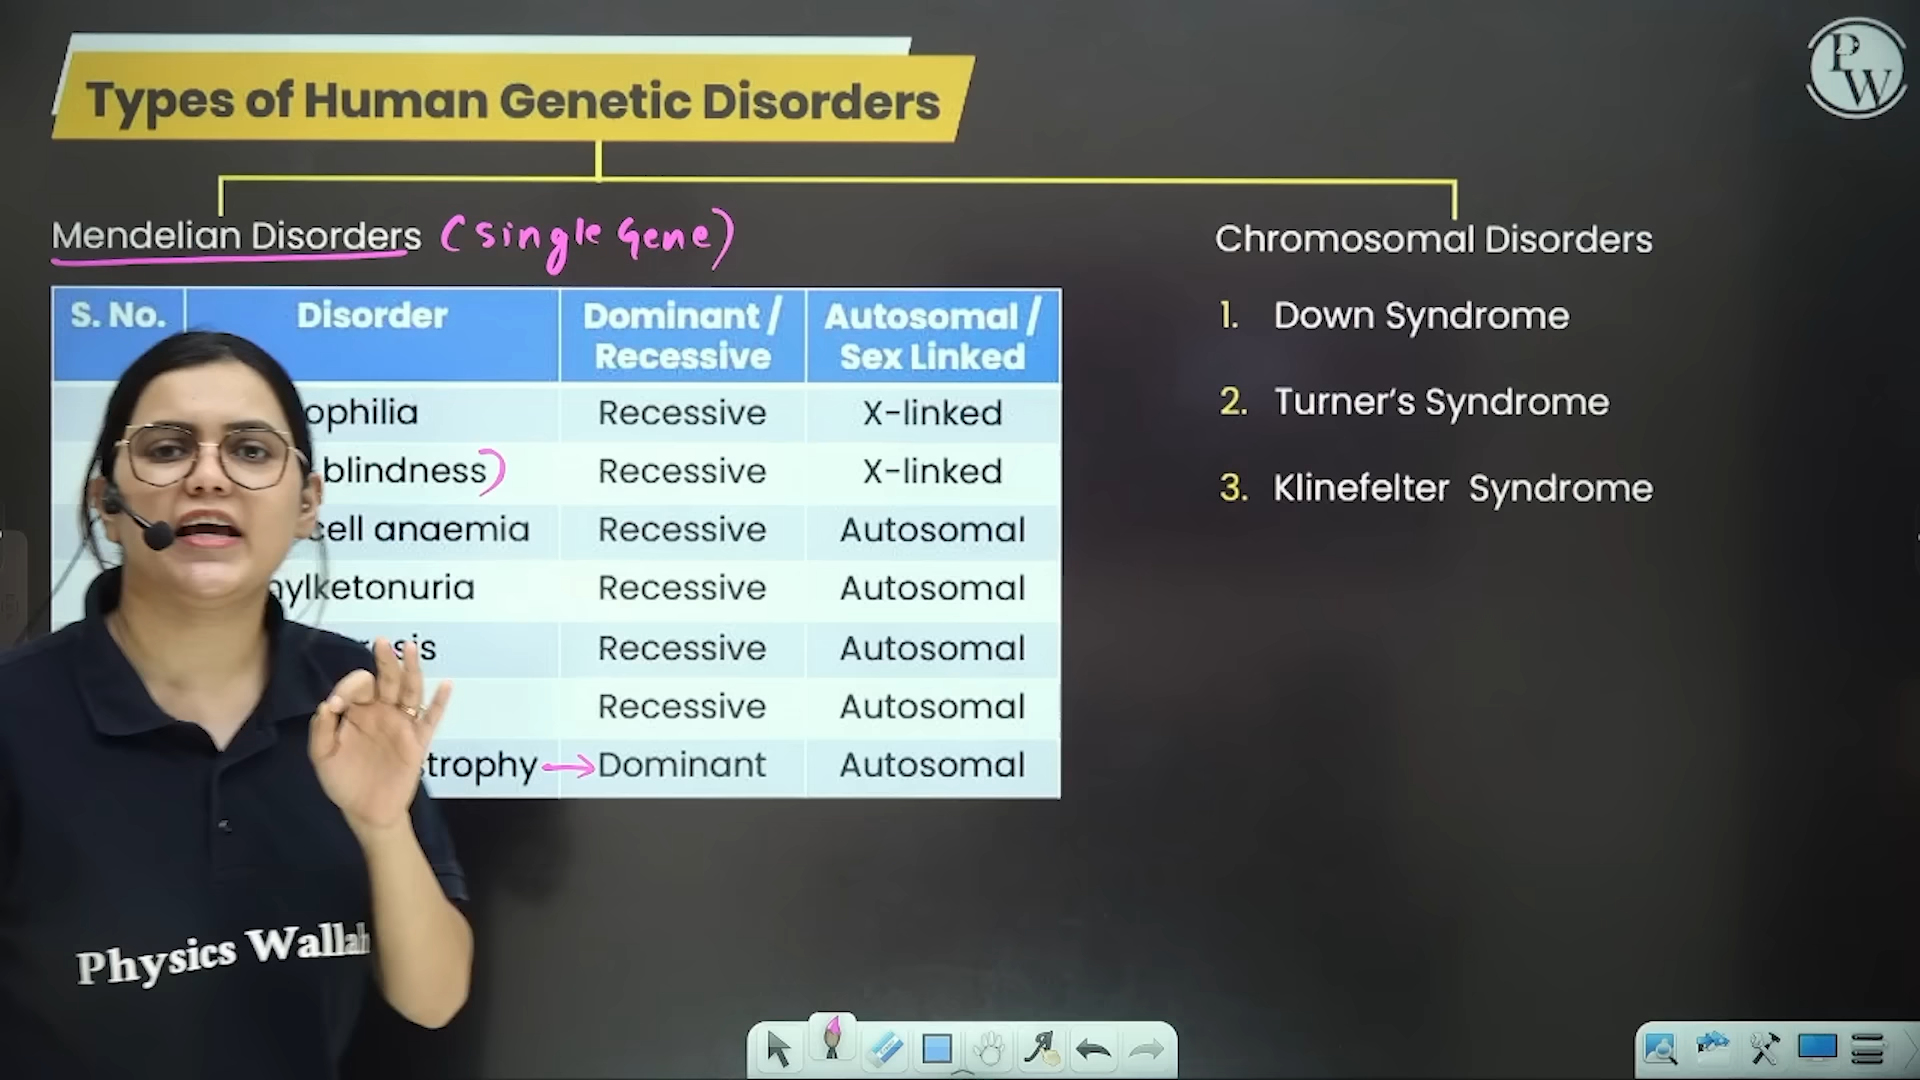 Types of Human Genetic Disorders
PW
Mendelian Disorders (Single Gene)
Chromosomal Disorders
S. No. Disorder Dominant / Recessive Autosomal / Sex Linked
ophilia Recessive X-linked
blindness) Recessive X-linked
cell anaemia Recessive Autosomal
ylketonuria Recessive Autosomal
sis Recessive Autosomal
Recessive Autosomal
trophy → Dominant Autosomal
1. Down Syndrome
2. Turner's Syndrome
3. Klinefelter Syndrome
Physics Wallah